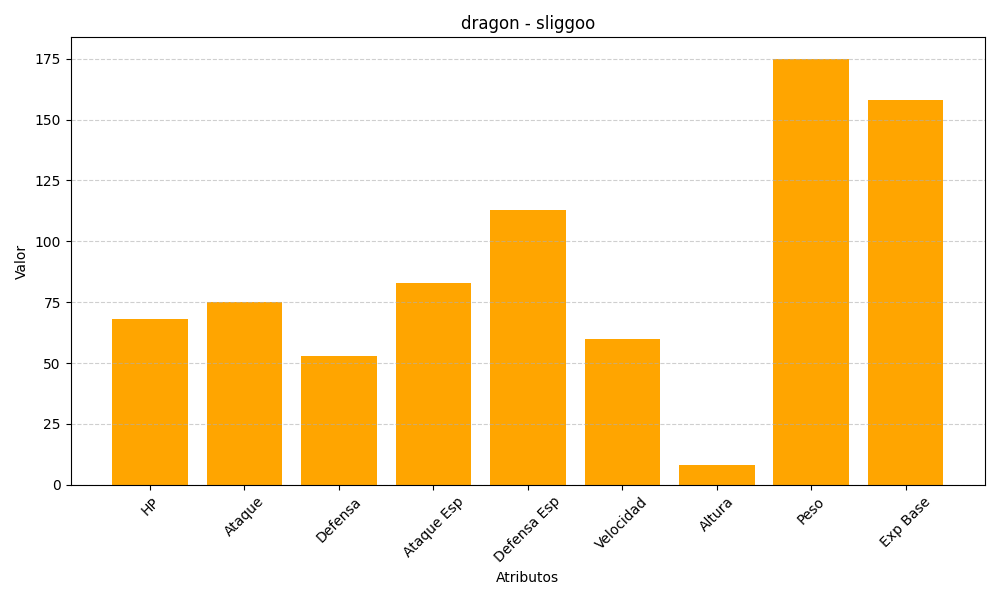 dragon - sliggoo
Valor
175
150
125
100
75
50
25
0
HP
Ataque
Defensa
Ataque Esp
Defensa Esp
Velocidad
Altura
Peso
Exp Base
Atributos